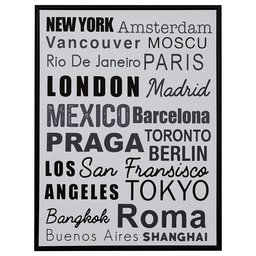 NEW YORK Amsterdam
Vancouver MOSCU
Rio De Janeiro PARIS
LONDON Madrid
MEXICO Barcelona
PRAGA TORONTO
BERLIN
LOS San Fransisco
ANGELES TOKYO
Bangkok Roma
Buenos Aires SHANGHAI